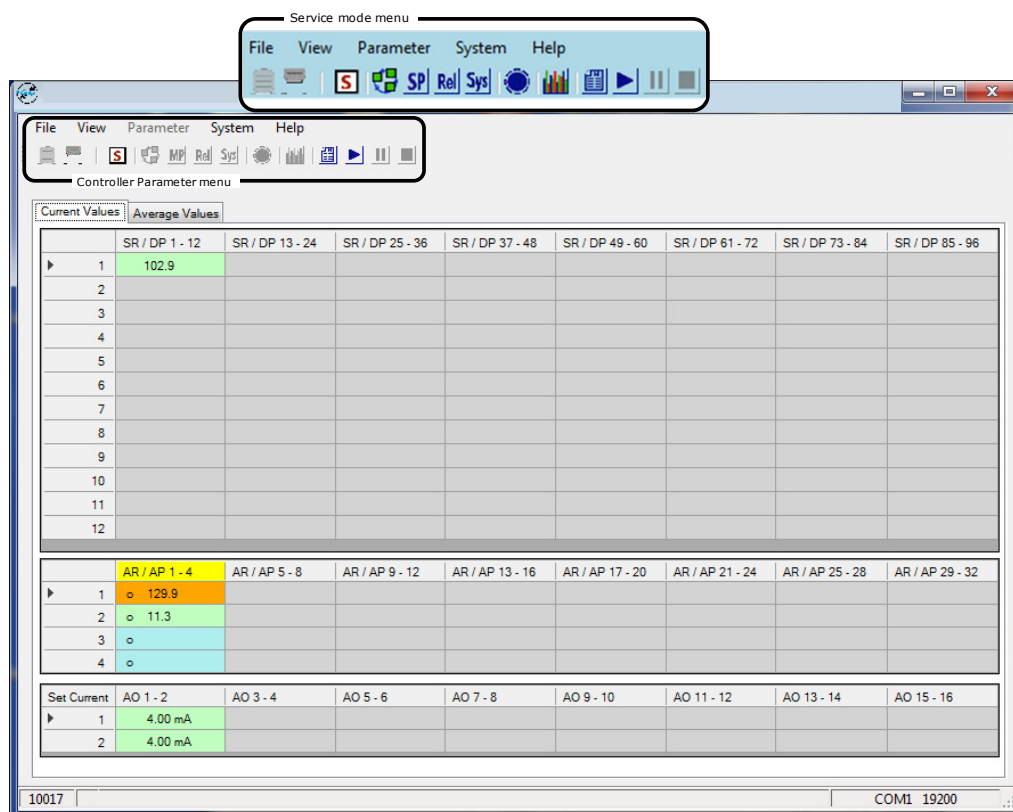 Service mode menu
File View Parameter System Help
S SP Rel Sys
File View Parameter System Help
S MP Rel Sys
Controller Parameter menu
Current Values Average Values
SR / DP 1 - 12 SR / DP 13 - 24 SR / DP 25 - 36 SR / DP 37 - 48 SR / DP 49 - 60 SR / DP 61 - 72 SR / DP 73 - 84 SR / DP 85 - 96
1 102.9
2
3
4
5
6
7
8
9
10
11
12
AR / AP 1 - 4 AR / AP 5 - 8 AR / AP 9 - 12 AR / AP 13 - 16 AR / AP 17 - 20 AR / AP 21 - 24 AR / AP 25 - 28 AR / AP 29 - 32
1 o 129.9
2 o 11.3
3 o
4 o
Set Current AO 1 - 2 AO 3 - 4 AO 5 - 6 AO 7 - 8 AO 9 - 10 AO 11 - 12 AO 13 - 14 AO 15 - 16
1 4.00 mA
2 4.00 mA
10017 COM1 19200